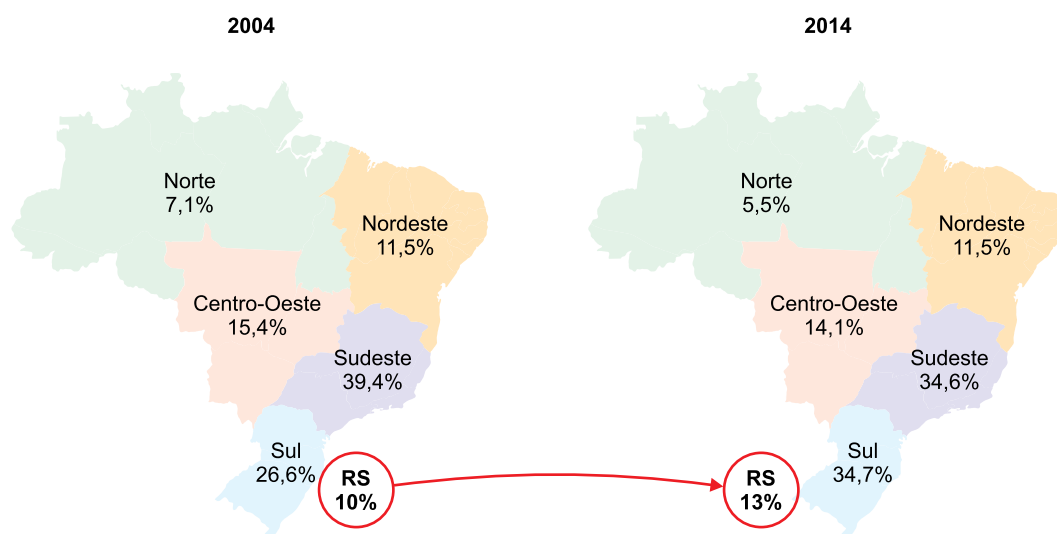 2004
Norte
7,1%
Nordeste
11,5%
Centro-Oeste
15,4%
Sudeste
39,4%
Sul
26,6%
RS
10%
2014
Norte
5,5%
Nordeste
11,5%
Centro-Oeste
14,1%
Sudeste
34,6%
Sul
34,7%
RS
13%